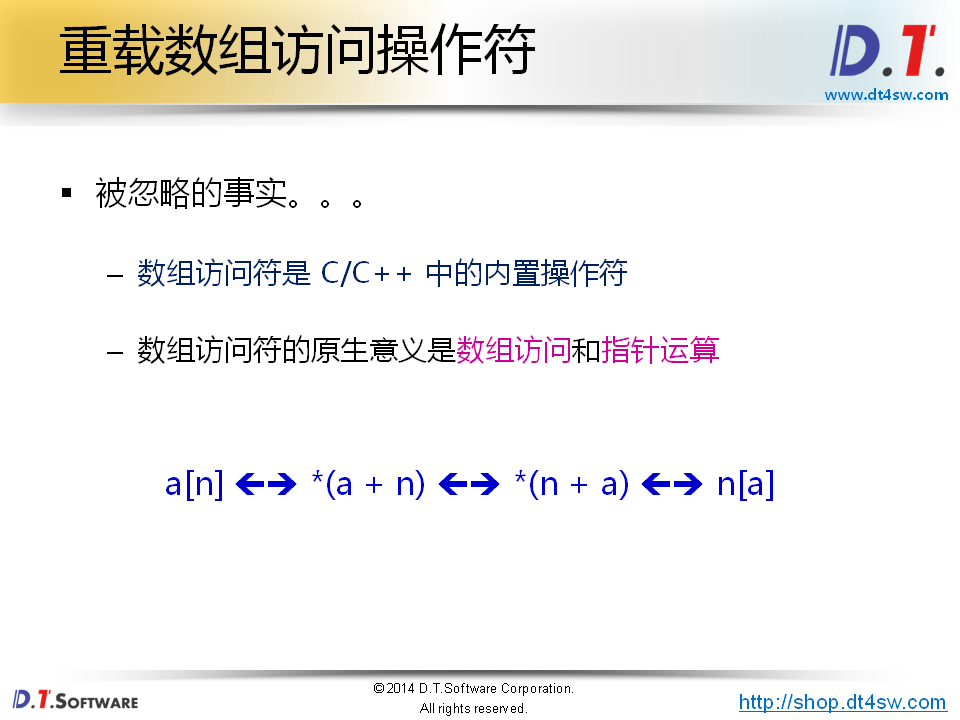 重载数组访问操作符
D.T.
www.dt4sw.com
▪ 被忽略的事实。。。
– 数组访问符是 C/C++ 中的内置操作符
– 数组访问符的原生意义是数组访问和指针运算
a[n] 🡸🡺 *(a + n) 🡸🡺 *(n + a) 🡸🡺 n[a]
D.T.SOFTWARE
©2014 D.T.Software Corporation.
All rights reserved.
http://shop.dt4sw.com